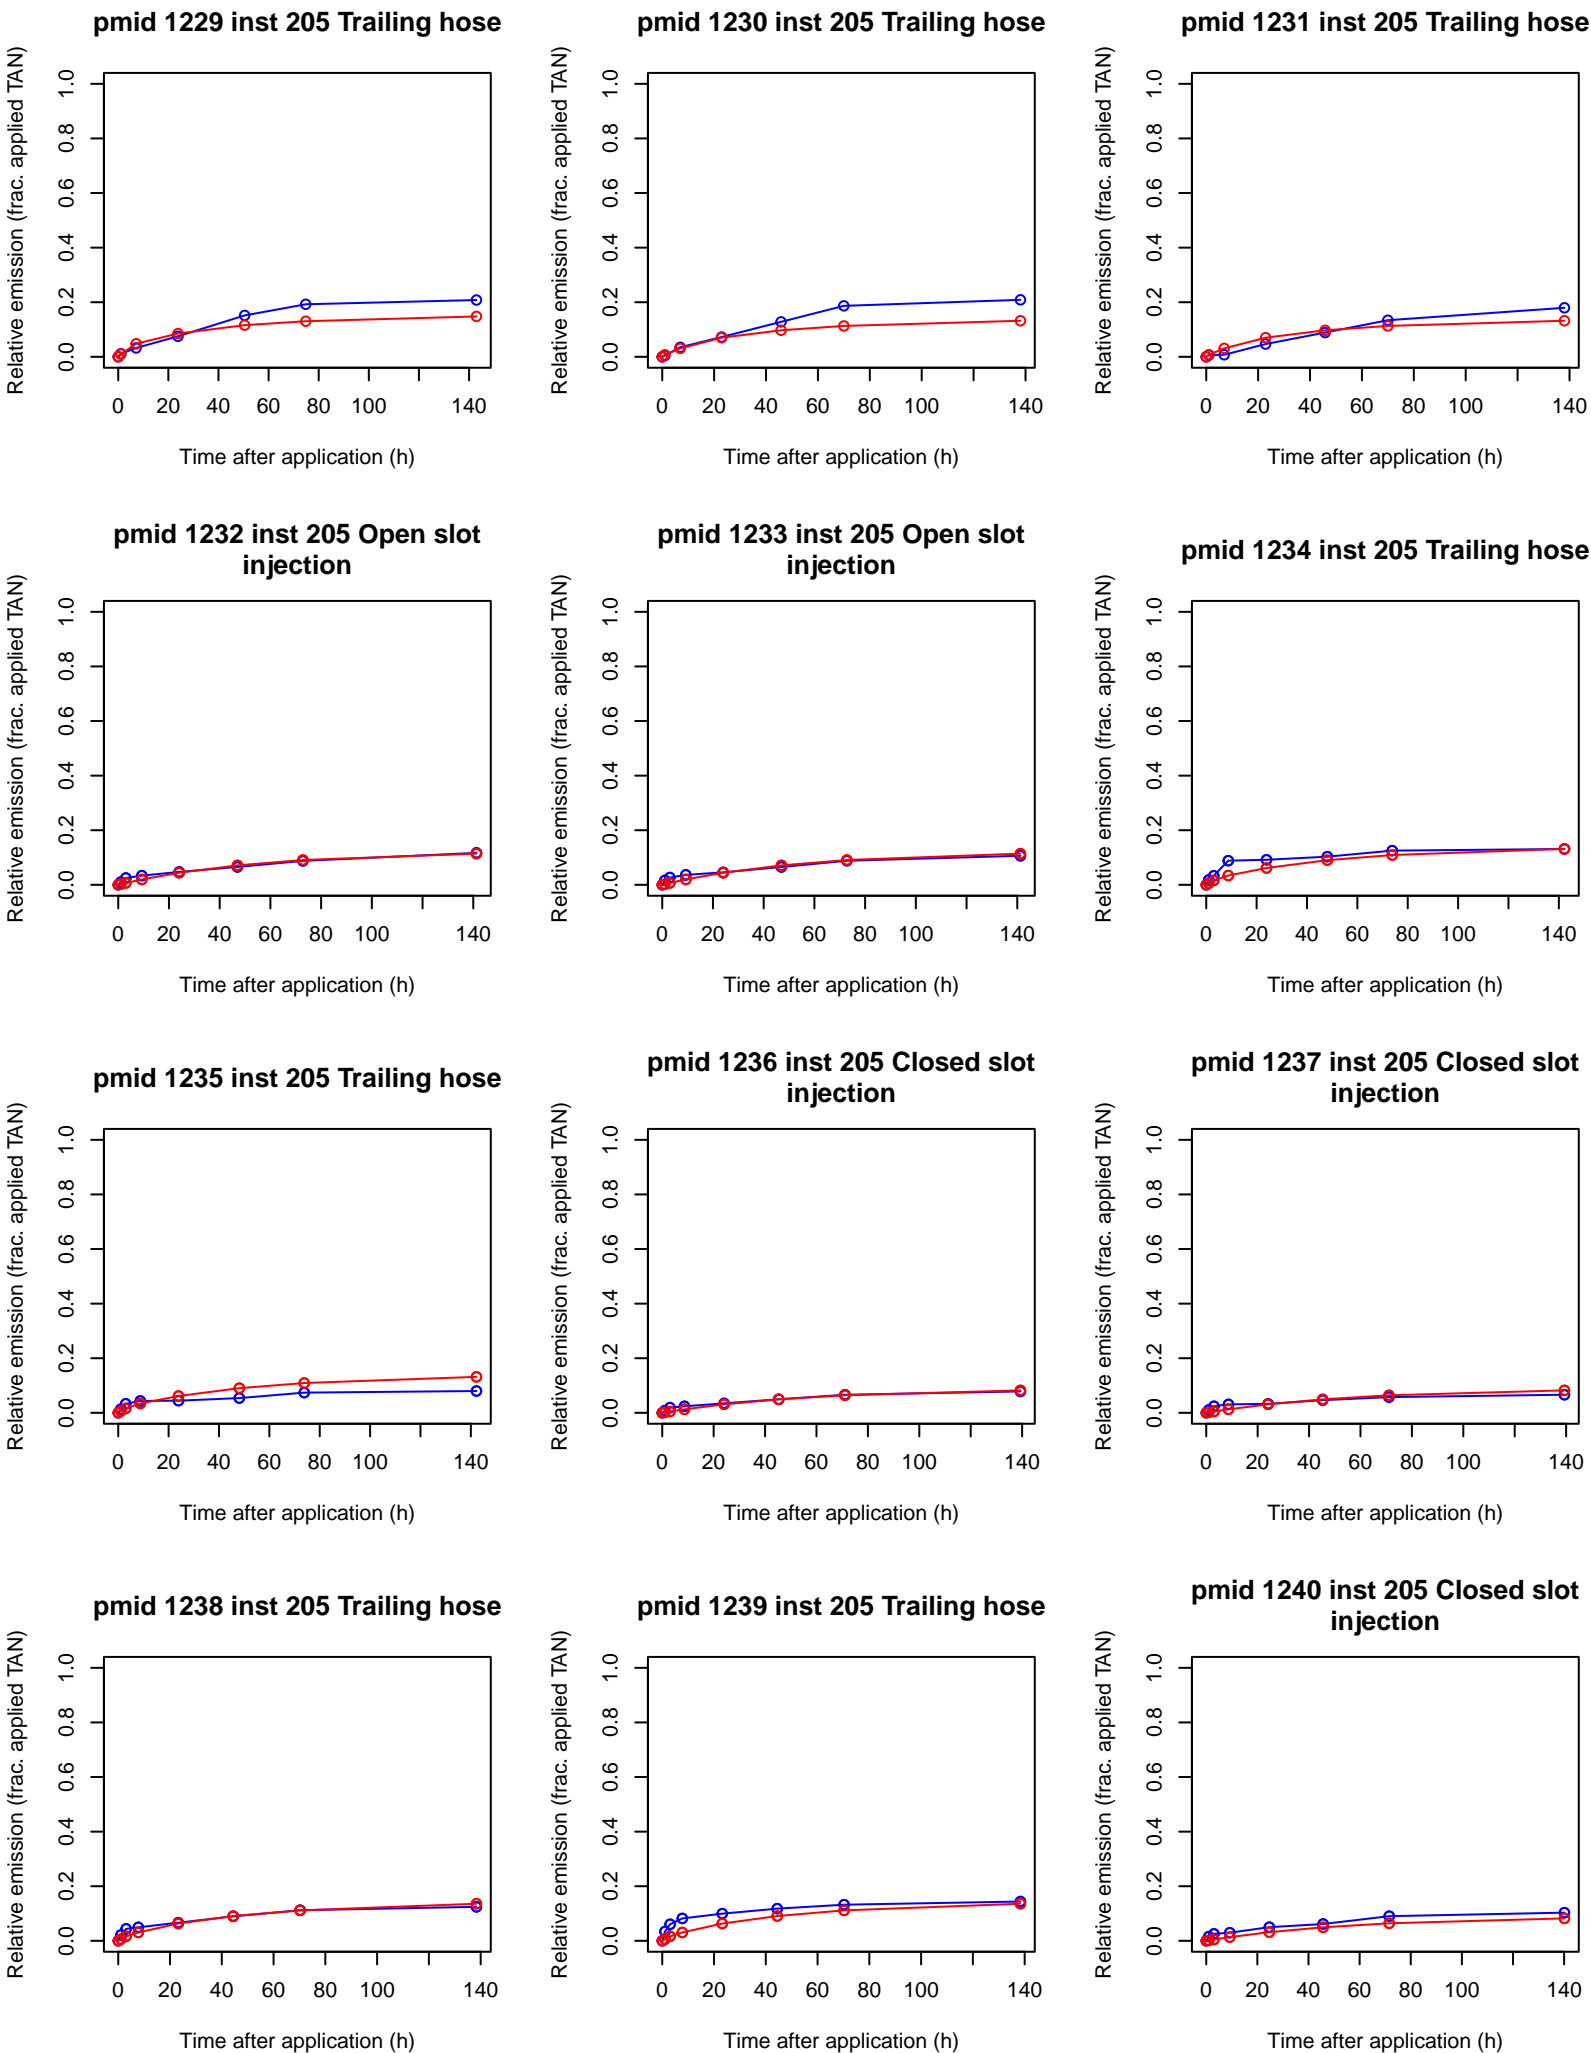 pmid 1229 inst 205 Trailing hose
Relative emission (frac. applied TAN)
1.0
0.8
0.6
0.4
0.2
0.0
0 20 40 60 80 100 140
Time after application (h)
pmid 1230 inst 205 Trailing hose
Relative emission (frac. applied TAN)
1.0
0.8
0.6
0.4
0.2
0.0
0 20 40 60 80 100 140
Time after application (h)
pmid 1231 inst 205 Trailing hose
Relative emission (frac. applied TAN)
1.0
0.8
0.6
0.4
0.2
0.0
0 20 40 60 80 100 140
Time after application (h)
pmid 1232 inst 205 Open slot
injection
Relative emission (frac. applied TAN)
1.0
0.8
0.6
0.4
0.2
0.0
0 20 40 60 80 100 140
Time after application (h)
pmid 1233 inst 205 Open slot
injection
Relative emission (frac. applied TAN)
1.0
0.8
0.6
0.4
0.2
0.0
0 20 40 60 80 100 140
Time after application (h)
pmid 1234 inst 205 Trailing hose
Relative emission (frac. applied TAN)
1.0
0.8
0.6
0.4
0.2
0.0
0 20 40 60 80 100 140
Time after application (h)
pmid 1235 inst 205 Trailing hose
Relative emission (frac. applied TAN)
1.0
0.8
0.6
0.4
0.2
0.0
0 20 40 60 80 100 140
Time after application (h)
pmid 1236 inst 205 Closed slot
injection
Relative emission (frac. applied TAN)
1.0
0.8
0.6
0.4
0.2
0.0
0 20 40 60 80 100 140
Time after application (h)
pmid 1237 inst 205 Closed slot
injection
Relative emission (frac. applied TAN)
1.0
0.8
0.6
0.4
0.2
0.0
0 20 40 60 80 100 140
Time after application (h)
pmid 1238 inst 205 Trailing hose
Relative emission (frac. applied TAN)
1.0
0.8
0.6
0.4
0.2
0.0
0 20 40 60 80 100 140
Time after application (h)
pmid 1239 inst 205 Trailing hose
Relative emission (frac. applied TAN)
1.0
0.8
0.6
0.4
0.2
0.0
0 20 40 60 80 100 140
Time after application (h)
pmid 1240 inst 205 Closed slot
injection
Relative emission (frac. applied TAN)
1.0
0.8
0.6
0.4
0.2
0.0
0 20 40 60 80 100 140
Time after application (h)